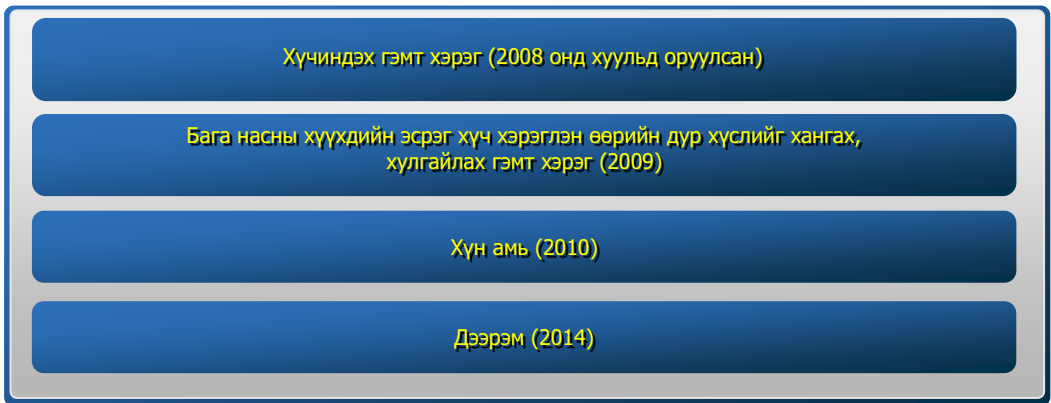 Хүчиндэх гэмт хэрэг (2008 онд хуульд оруулсан)
Бага насны хүүхдийн эсрэг хүч хэрэглэн өөрийн дур хүслийг хангах,
хулгайлах гэмт хэрэг (2009)
Хүн амь (2010)
Дээрэм (2014)